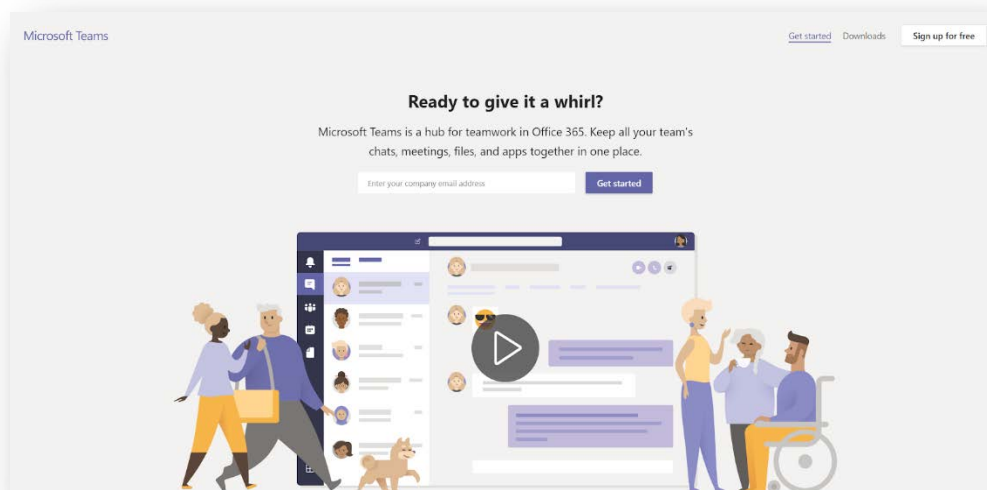 Microsoft Teams
Get started
Downloads
Sign up for free
Ready to give it a whirl?
Microsoft Teams is a hub for teamwork in Office 365. Keep all your team's
chats, meetings, files, and apps together in one place.
Enter your company email address
Get started